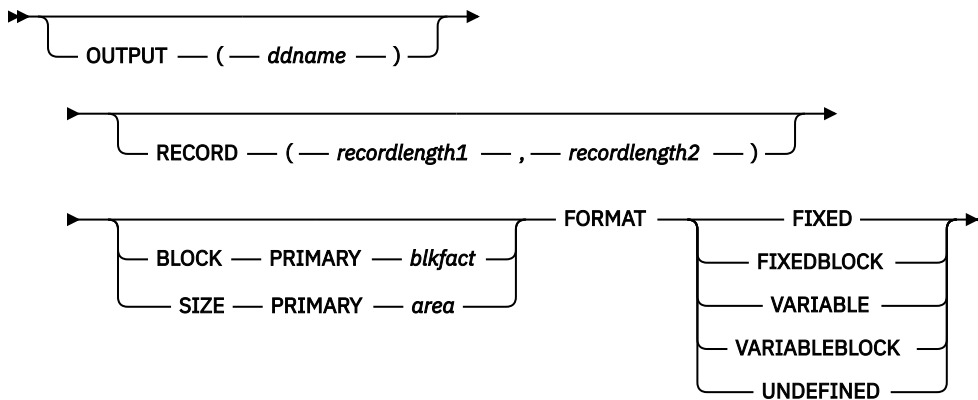 OUTPUT ( ddname )
RECORD ( recordlength1 , recordlength2 )
FORMAT FIXED
BLOCK PRIMARY blkfact FIXEDBLOCK
SIZE PRIMARY area VARIABLE
VARIABLEBLOCK
UNDEFINED